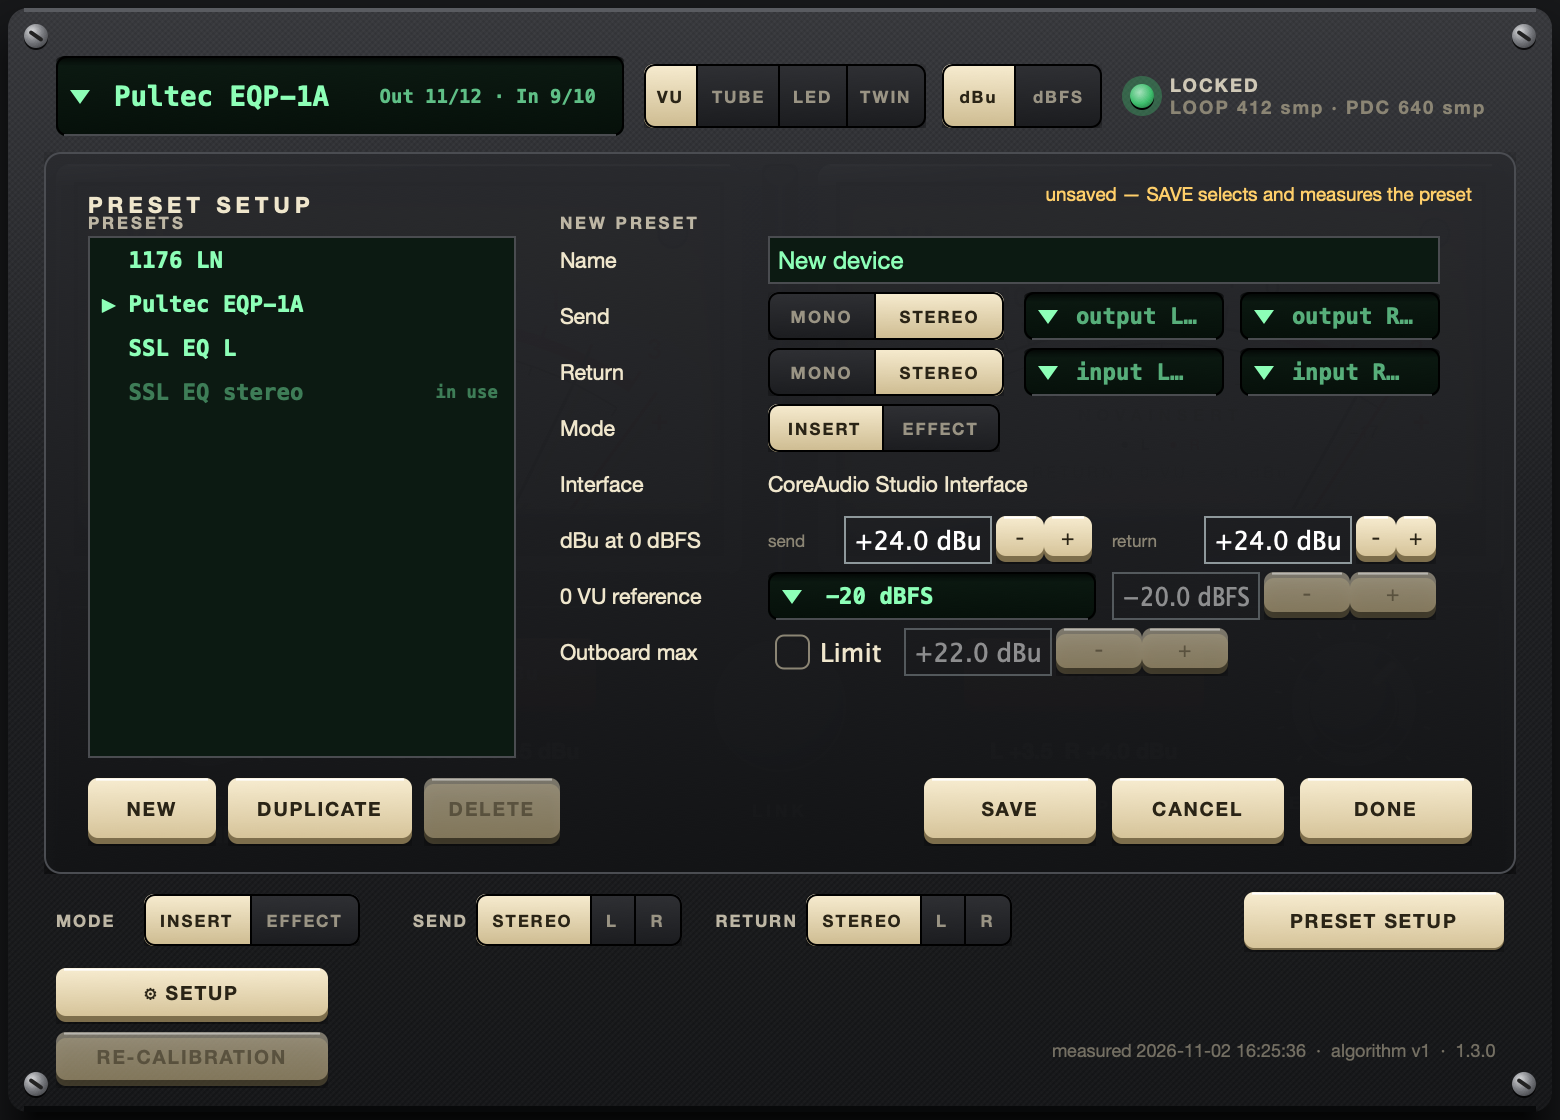 Pultec EQP-1A Out 11/12 · In 9/10 VU TUBE LED TWIN dBu dBFS LOCKED
LOOP 412 smp · PDC 640 smp
unsaved — SAVE selects and measures the preset
PRESET SETUP
PRESETS
NEW PRESET
1176 LN
Pultec EQP-1A
SSL EQ L
SSL EQ stereo in use
Name New device
Send MONO STEREO output L… output R…
Return MONO STEREO input L… input R…
Mode INSERT EFFECT
Interface CoreAudio Studio Interface
dBu at 0 dBFS send +24.0 dBu - + return +24.0 dBu - +
0 VU reference −20 dBFS −20.0 dBFS - +
Outboard max Limit +22.0 dBu - +
NEW DUPLICATE DELETE SAVE CANCEL DONE
MODE INSERT EFFECT SEND STEREO L R RETURN STEREO L R PRESET SETUP
⚙ SETUP
RE-CALIBRATION
measured 2026-11-02 16:25:36 · algorithm v1 · 1.3.0